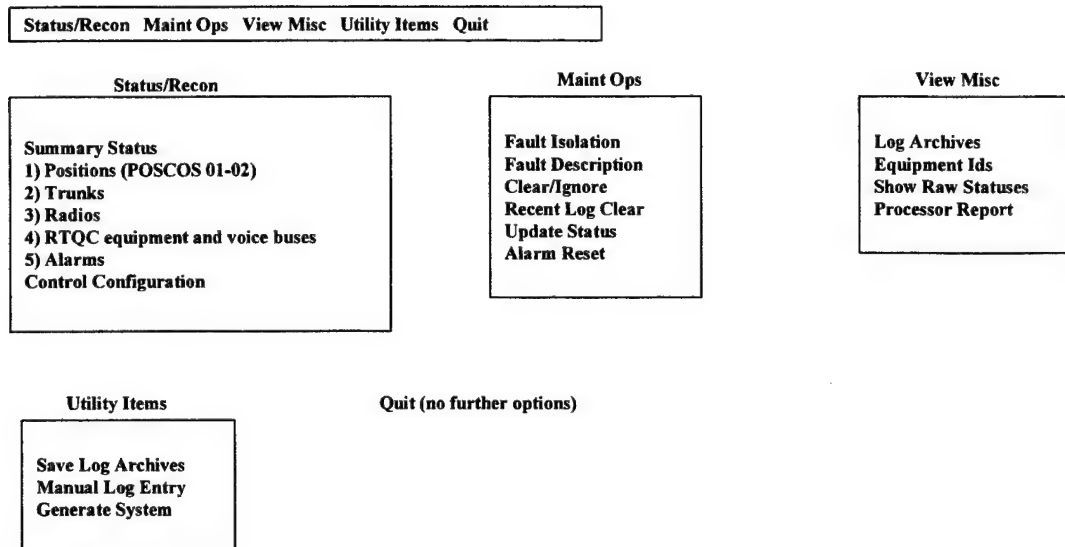 Status/Recon Maint Ops View Misc Utility Items Quit
Status/Recon
Summary Status
1) Positions (POSCOS 01-02)
2) Trunks
3) Radios
4) RTQC equipment and voice buses
5) Alarms
Control Configuration
Maint Ops
Fault Isolation
Fault Description
Clear/Ignore
Recent Log Clear
Update Status
Alarm Reset
View Misc
Log Archives
Equipment Ids
Show Raw Statuses
Processor Report
Utility Items
Save Log Archives
Manual Log Entry
Generate System
Quit (no further options)